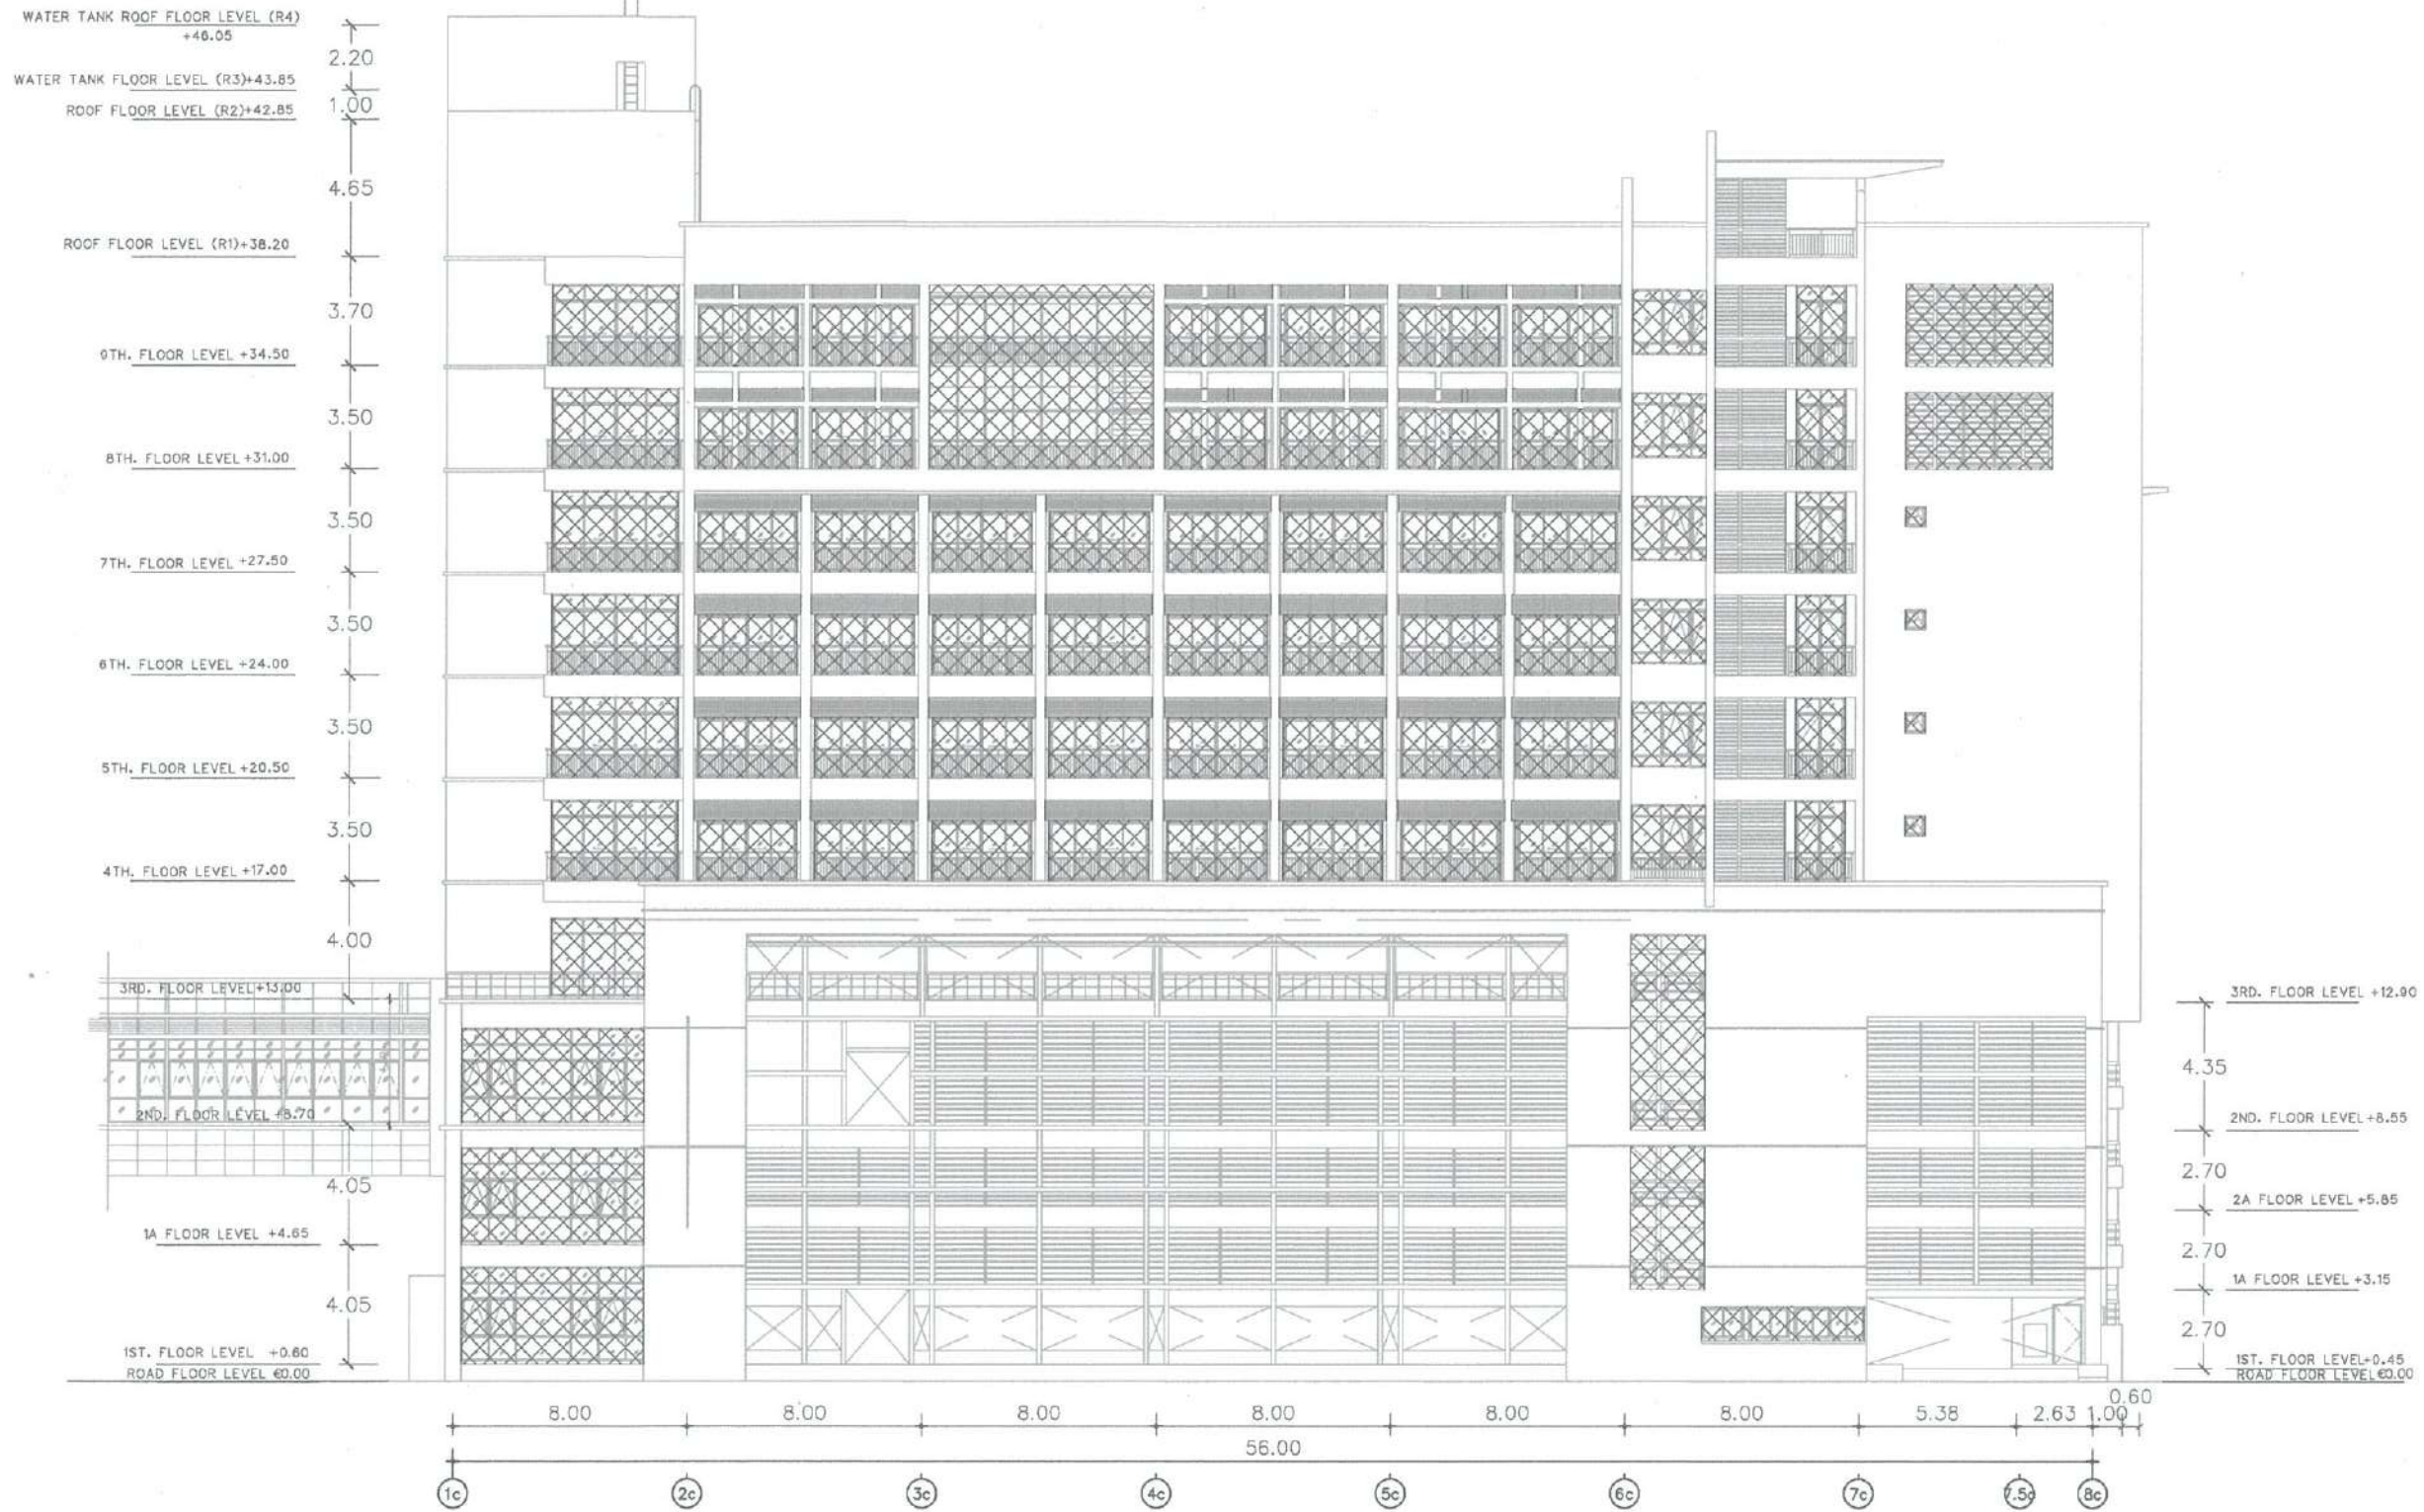 WATER TANK ROOF FLOOR LEVEL (R4)
+46.05
2.20
WATER TANK FLOOR LEVEL (R3)+43.85
1.00
ROOF FLOOR LEVEL (R2)+42.85
4.65
ROOF FLOOR LEVEL (R1)+38.20
3.70
9TH. FLOOR LEVEL +34.50
3.50
8TH. FLOOR LEVEL +31.00
3.50
7TH. FLOOR LEVEL +27.50
3.50
6TH. FLOOR LEVEL +24.00
3.50
5TH. FLOOR LEVEL +20.50
3.50
4TH. FLOOR LEVEL +17.00
4.00
3RD. FLOOR LEVEL+13.00
2ND. FLOOR LEVEL +8.70
4.05
1A FLOOR LEVEL +4.65
4.05
1ST. FLOOR LEVEL +0.60
ROAD FLOOR LEVEL €0.00
3RD. FLOOR LEVEL +12.90
4.35
2ND. FLOOR LEVEL+8.55
2.70
2A FLOOR LEVEL +5.85
2.70
1A FLOOR LEVEL +3.15
2.70
1ST. FLOOR LEVEL+0.45
ROAD FLOOR LEVEL €0.00
8.00 8.00 8.00 8.00 8.00 8.00 5.38 2.63 1.00 0.60
56.00
1c 2c 3c 4c 5c 6c 7c 7.5c 8c